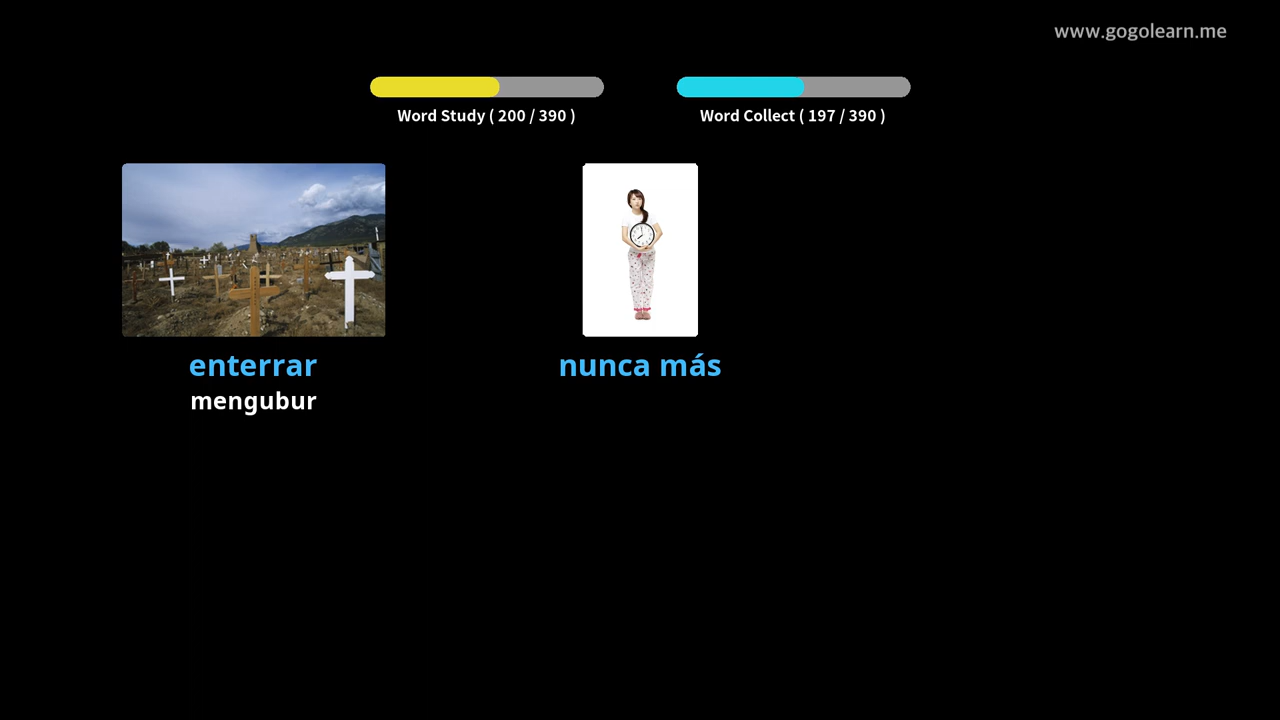 www.gogolearn.me
Word Study ( 200 / 390 )
Word Collect ( 197 / 390 )
enterrar
mengubur
nunca más